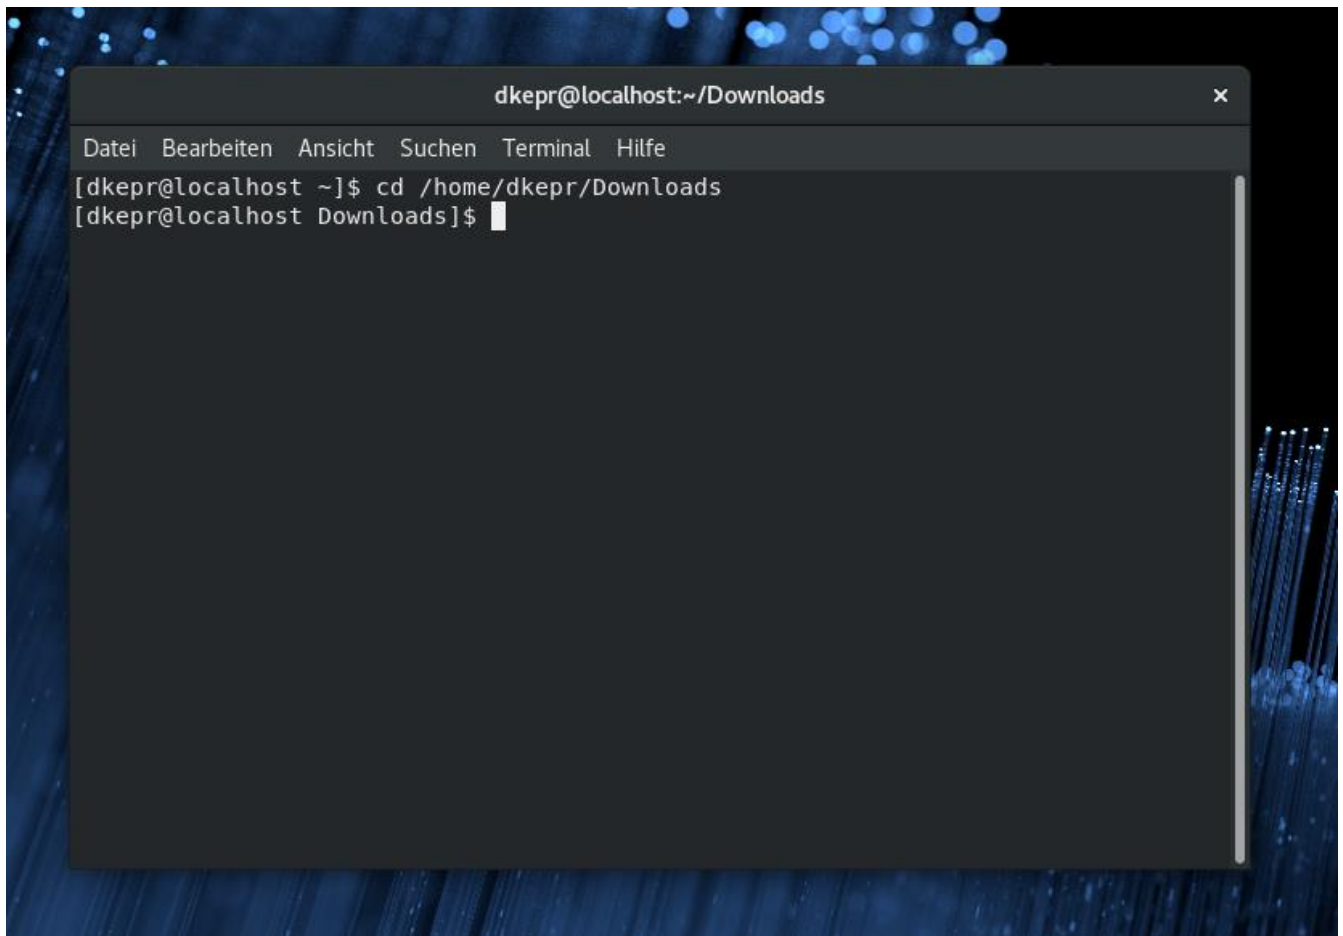 dkepr@localhost:~/Downloads ×
Datei Bearbeiten Ansicht Suchen Terminal Hilfe
[dkepr@localhost ~]$ cd /home/dkepr/Downloads
[dkepr@localhost Downloads]$